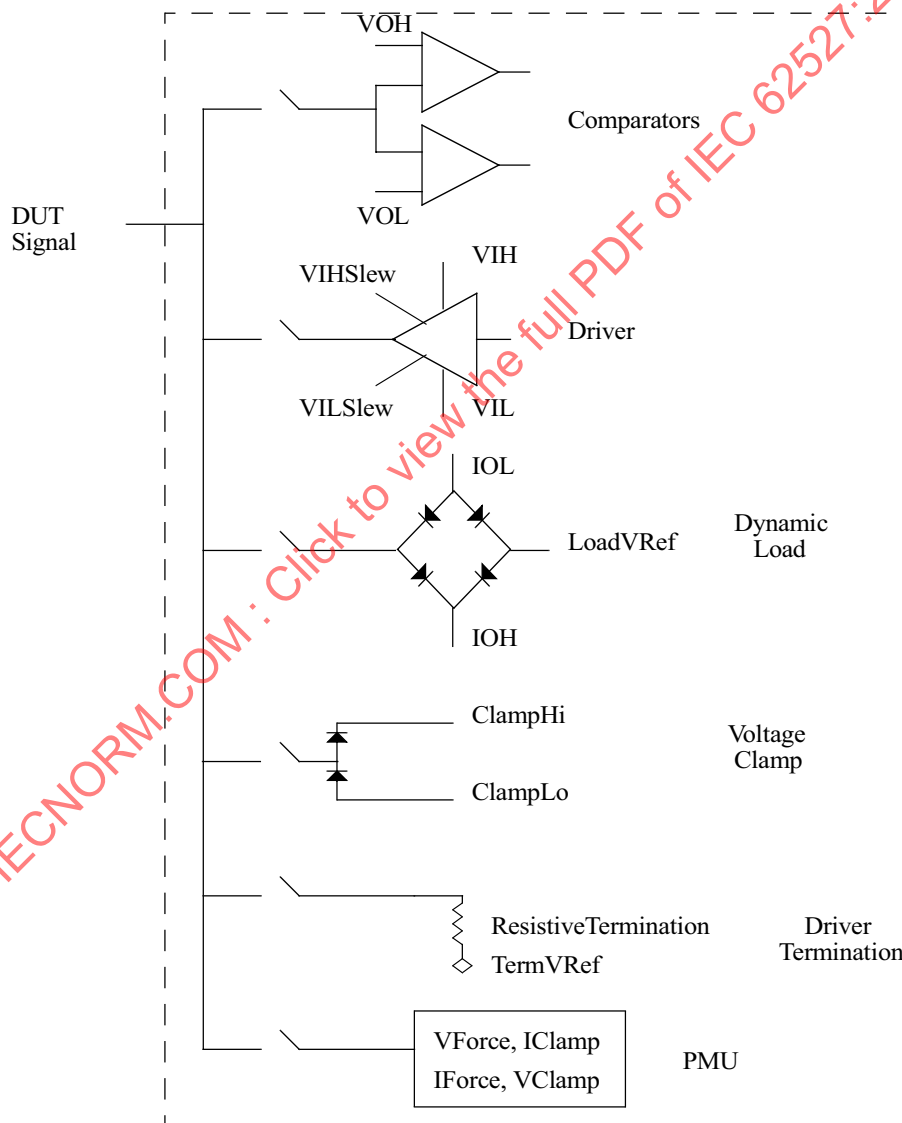 VOH
Comparators
VOL
DUT
Signal
VIH
VIHSlew
Driver
VILSlew
VIL
IOL
LoadVRef
Dynamic
Load
IOH
ClampHi
Voltage
Clamp
ClampLo
ResistiveTermination
TermVRef
Driver
Termination
VForce, IClamp
IForce, VClamp
PMU
IECNORM.COM : Click to view the full PDF of IEC 62527:2